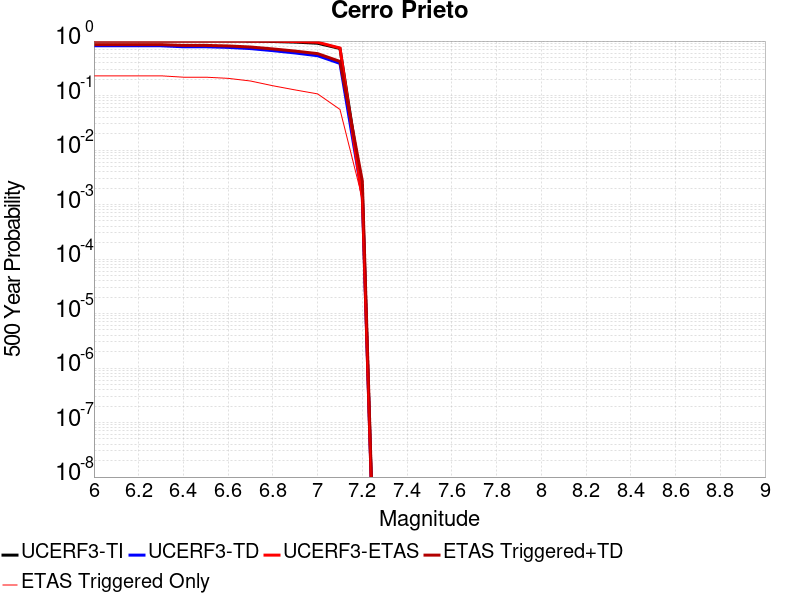 Cerro Prieto
500 Year Probability
10^0
10^-1
10^-2
10^-3
10^-4
10^-5
10^-6
10^-7
10^-8
6 6.2 6.4 6.6 6.8 7 7.2 7.4 7.6 7.8 8 8.2 8.4 8.6 8.8 9
Magnitude
UCERF3-TI UCERF3-TD UCERF3-ETAS ETAS Triggered+TD
ETAS Triggered Only